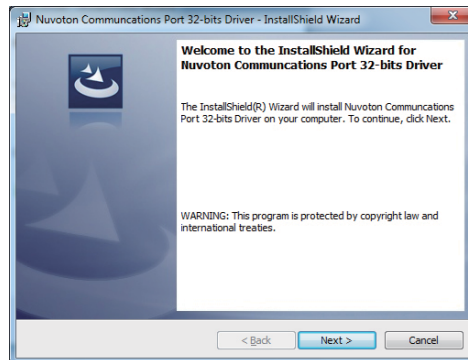 Nuvoton Communcations Port 32-bits Driver - InstallShield Wizard
Welcome to the InstallShield Wizard for
Nuvoton Communcations Port 32-bits Driver
The InstallShield(R) Wizard will install Nuvoton Communcations
Port 32-bits Driver on your computer. To continue, click Next.
WARNING: This program is protected by copyright law and
international treaties.
< Back
Next >
Cancel